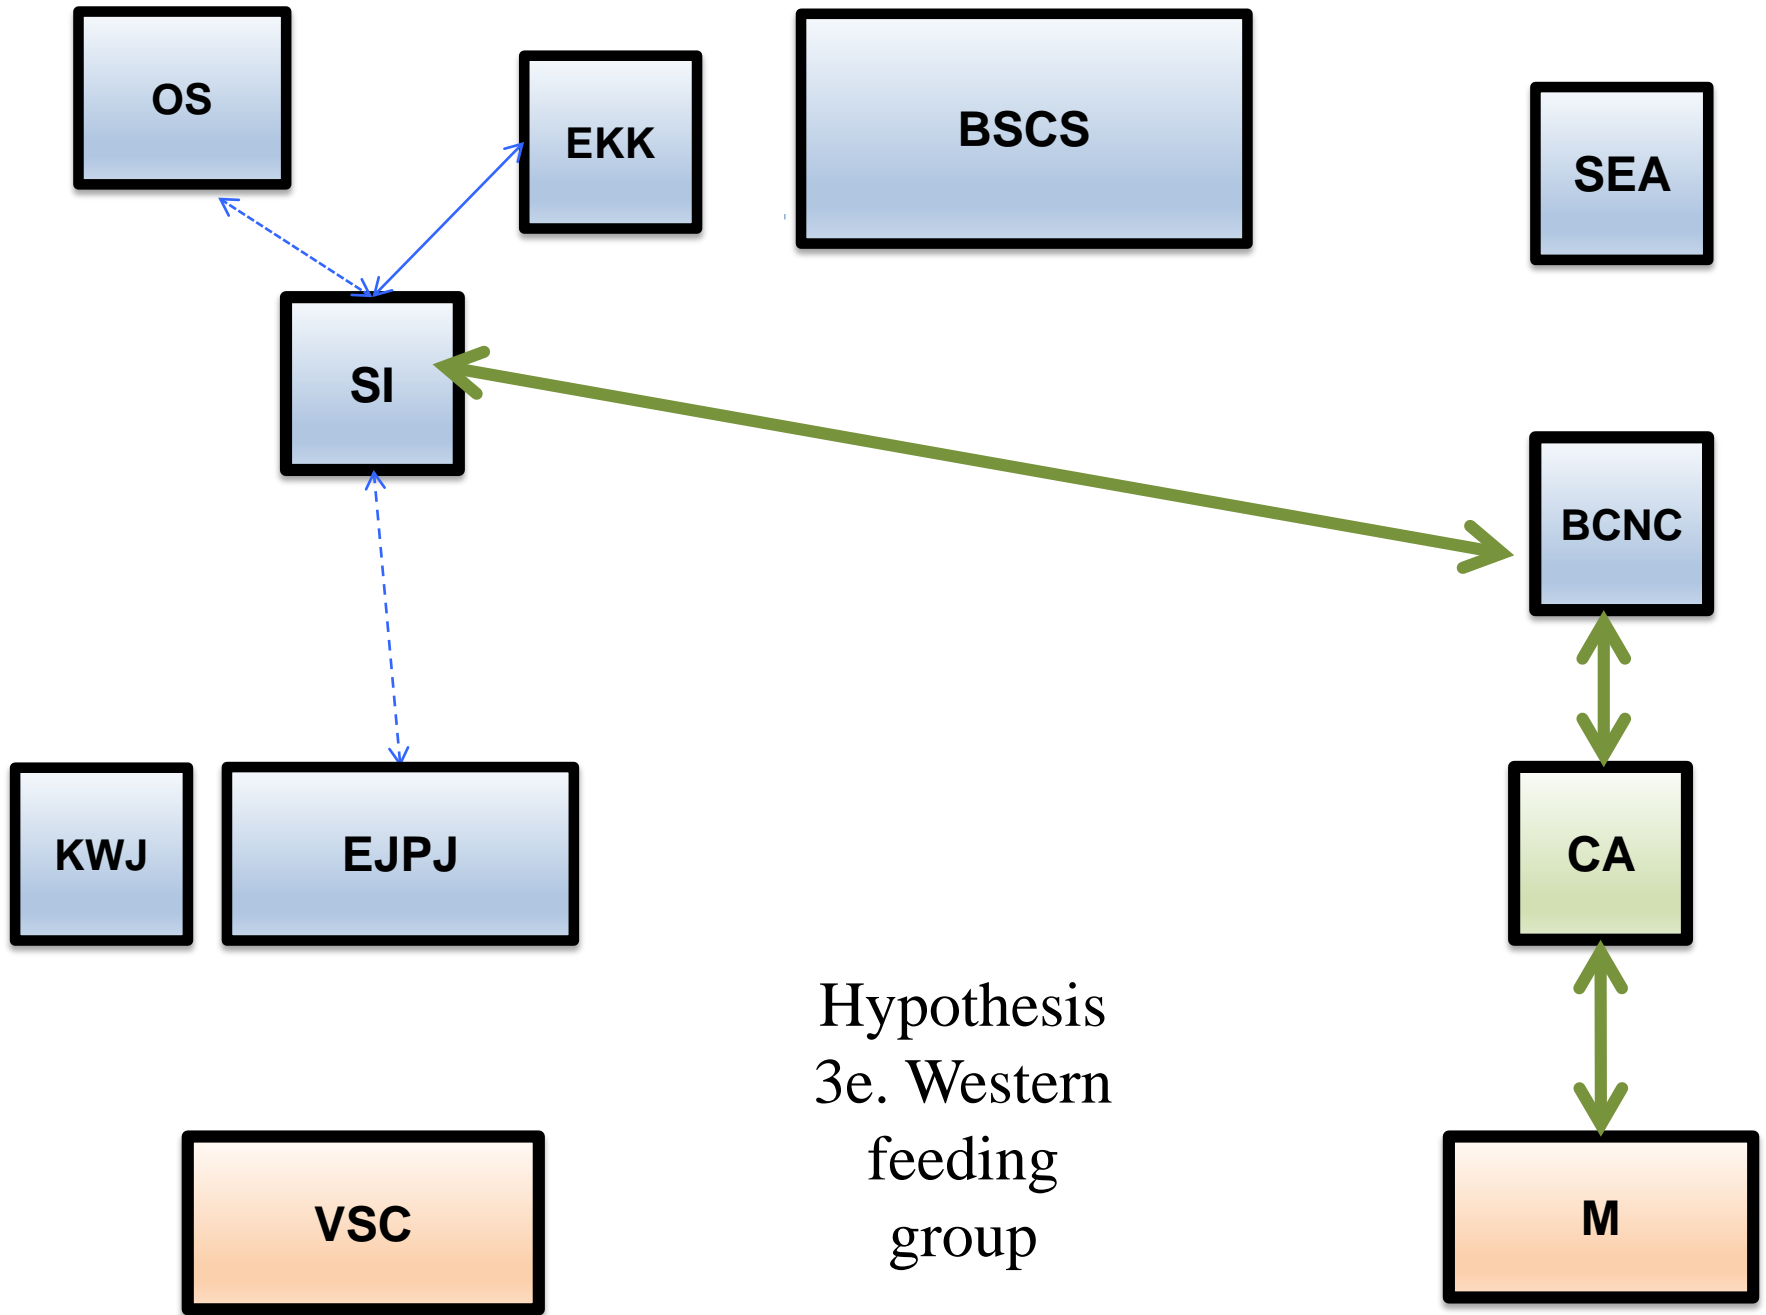 OS
EKK
BSCS
SEA
SI
BCNC
KWJ
EJPJ
CA
Hypothesis
3e. Western
feeding
group
VSC
M